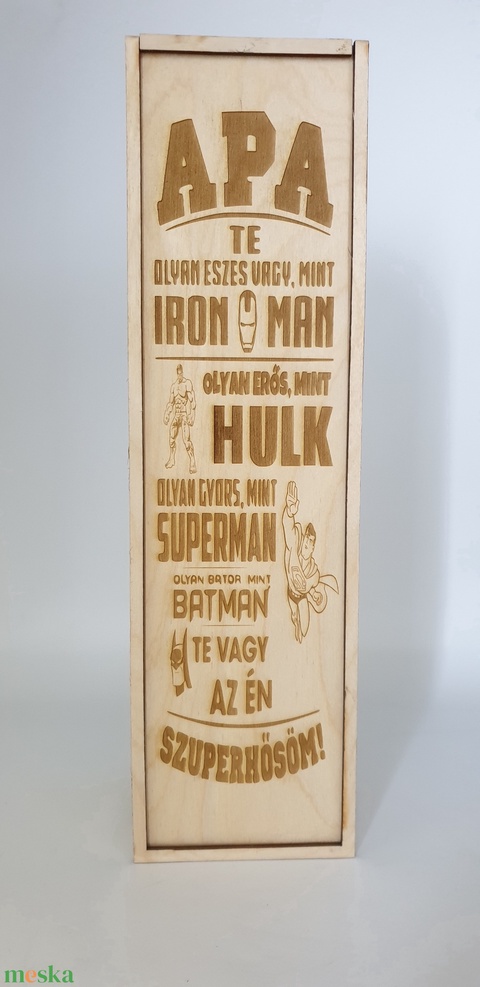 APA
TE
OLYAN ESZES VAGY, MINT
IRON MAN
OLYAN ERŐS, MINT
HULK
OLYAN GYORS, MINT
SUPERMAN
OLYAN BÁTOR MINT
BATMAN
TE VAGY
AZ ÉN
SZUPERHŐSÖM!
meska